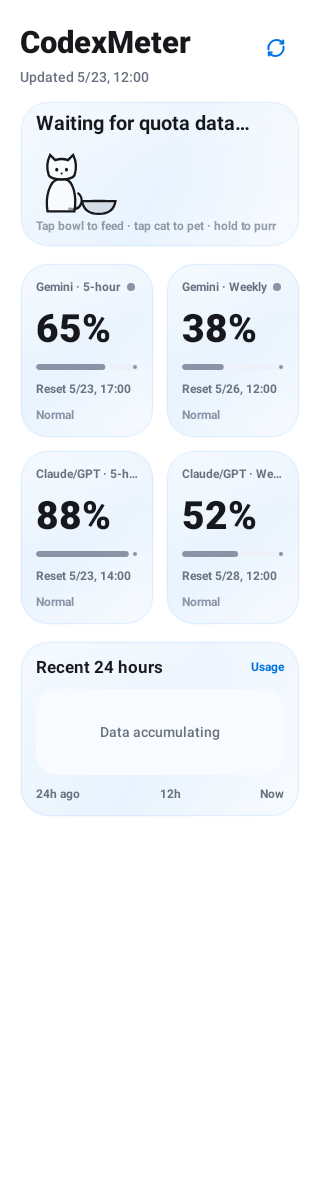 CodexMeter
Updated 5/23, 12:00
Waiting for quota data…
Tap bowl to feed · tap cat to pet · hold to purr
Gemini · 5-hour
65%
Reset 5/23, 17:00
Normal
Gemini · Weekly
38%
Reset 5/26, 12:00
Normal
Claude/GPT · 5-h…
88%
Reset 5/23, 14:00
Normal
Claude/GPT · We…
52%
Reset 5/28, 12:00
Normal
Recent 24 hours
Usage
Data accumulating
24h ago
12h
Now